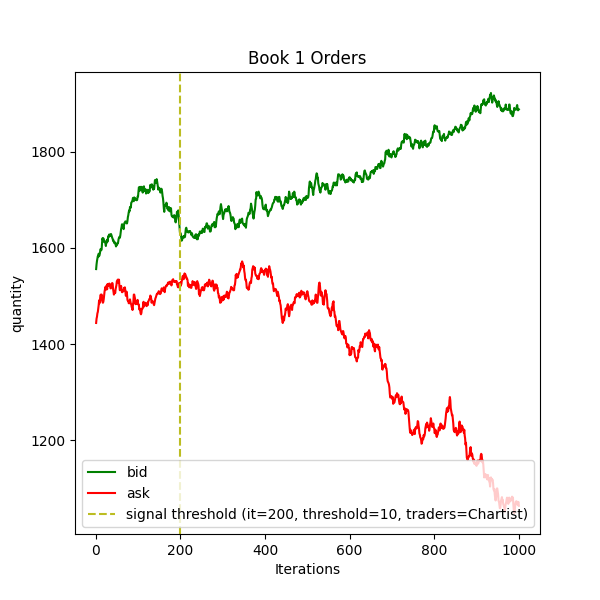 Book 1 Orders
quantity
1800
1600
1400
1200
bid
ask
signal threshold (it=200, threshold=10, traders=Chartist)
0 200 400 600 800 1000
Iterations